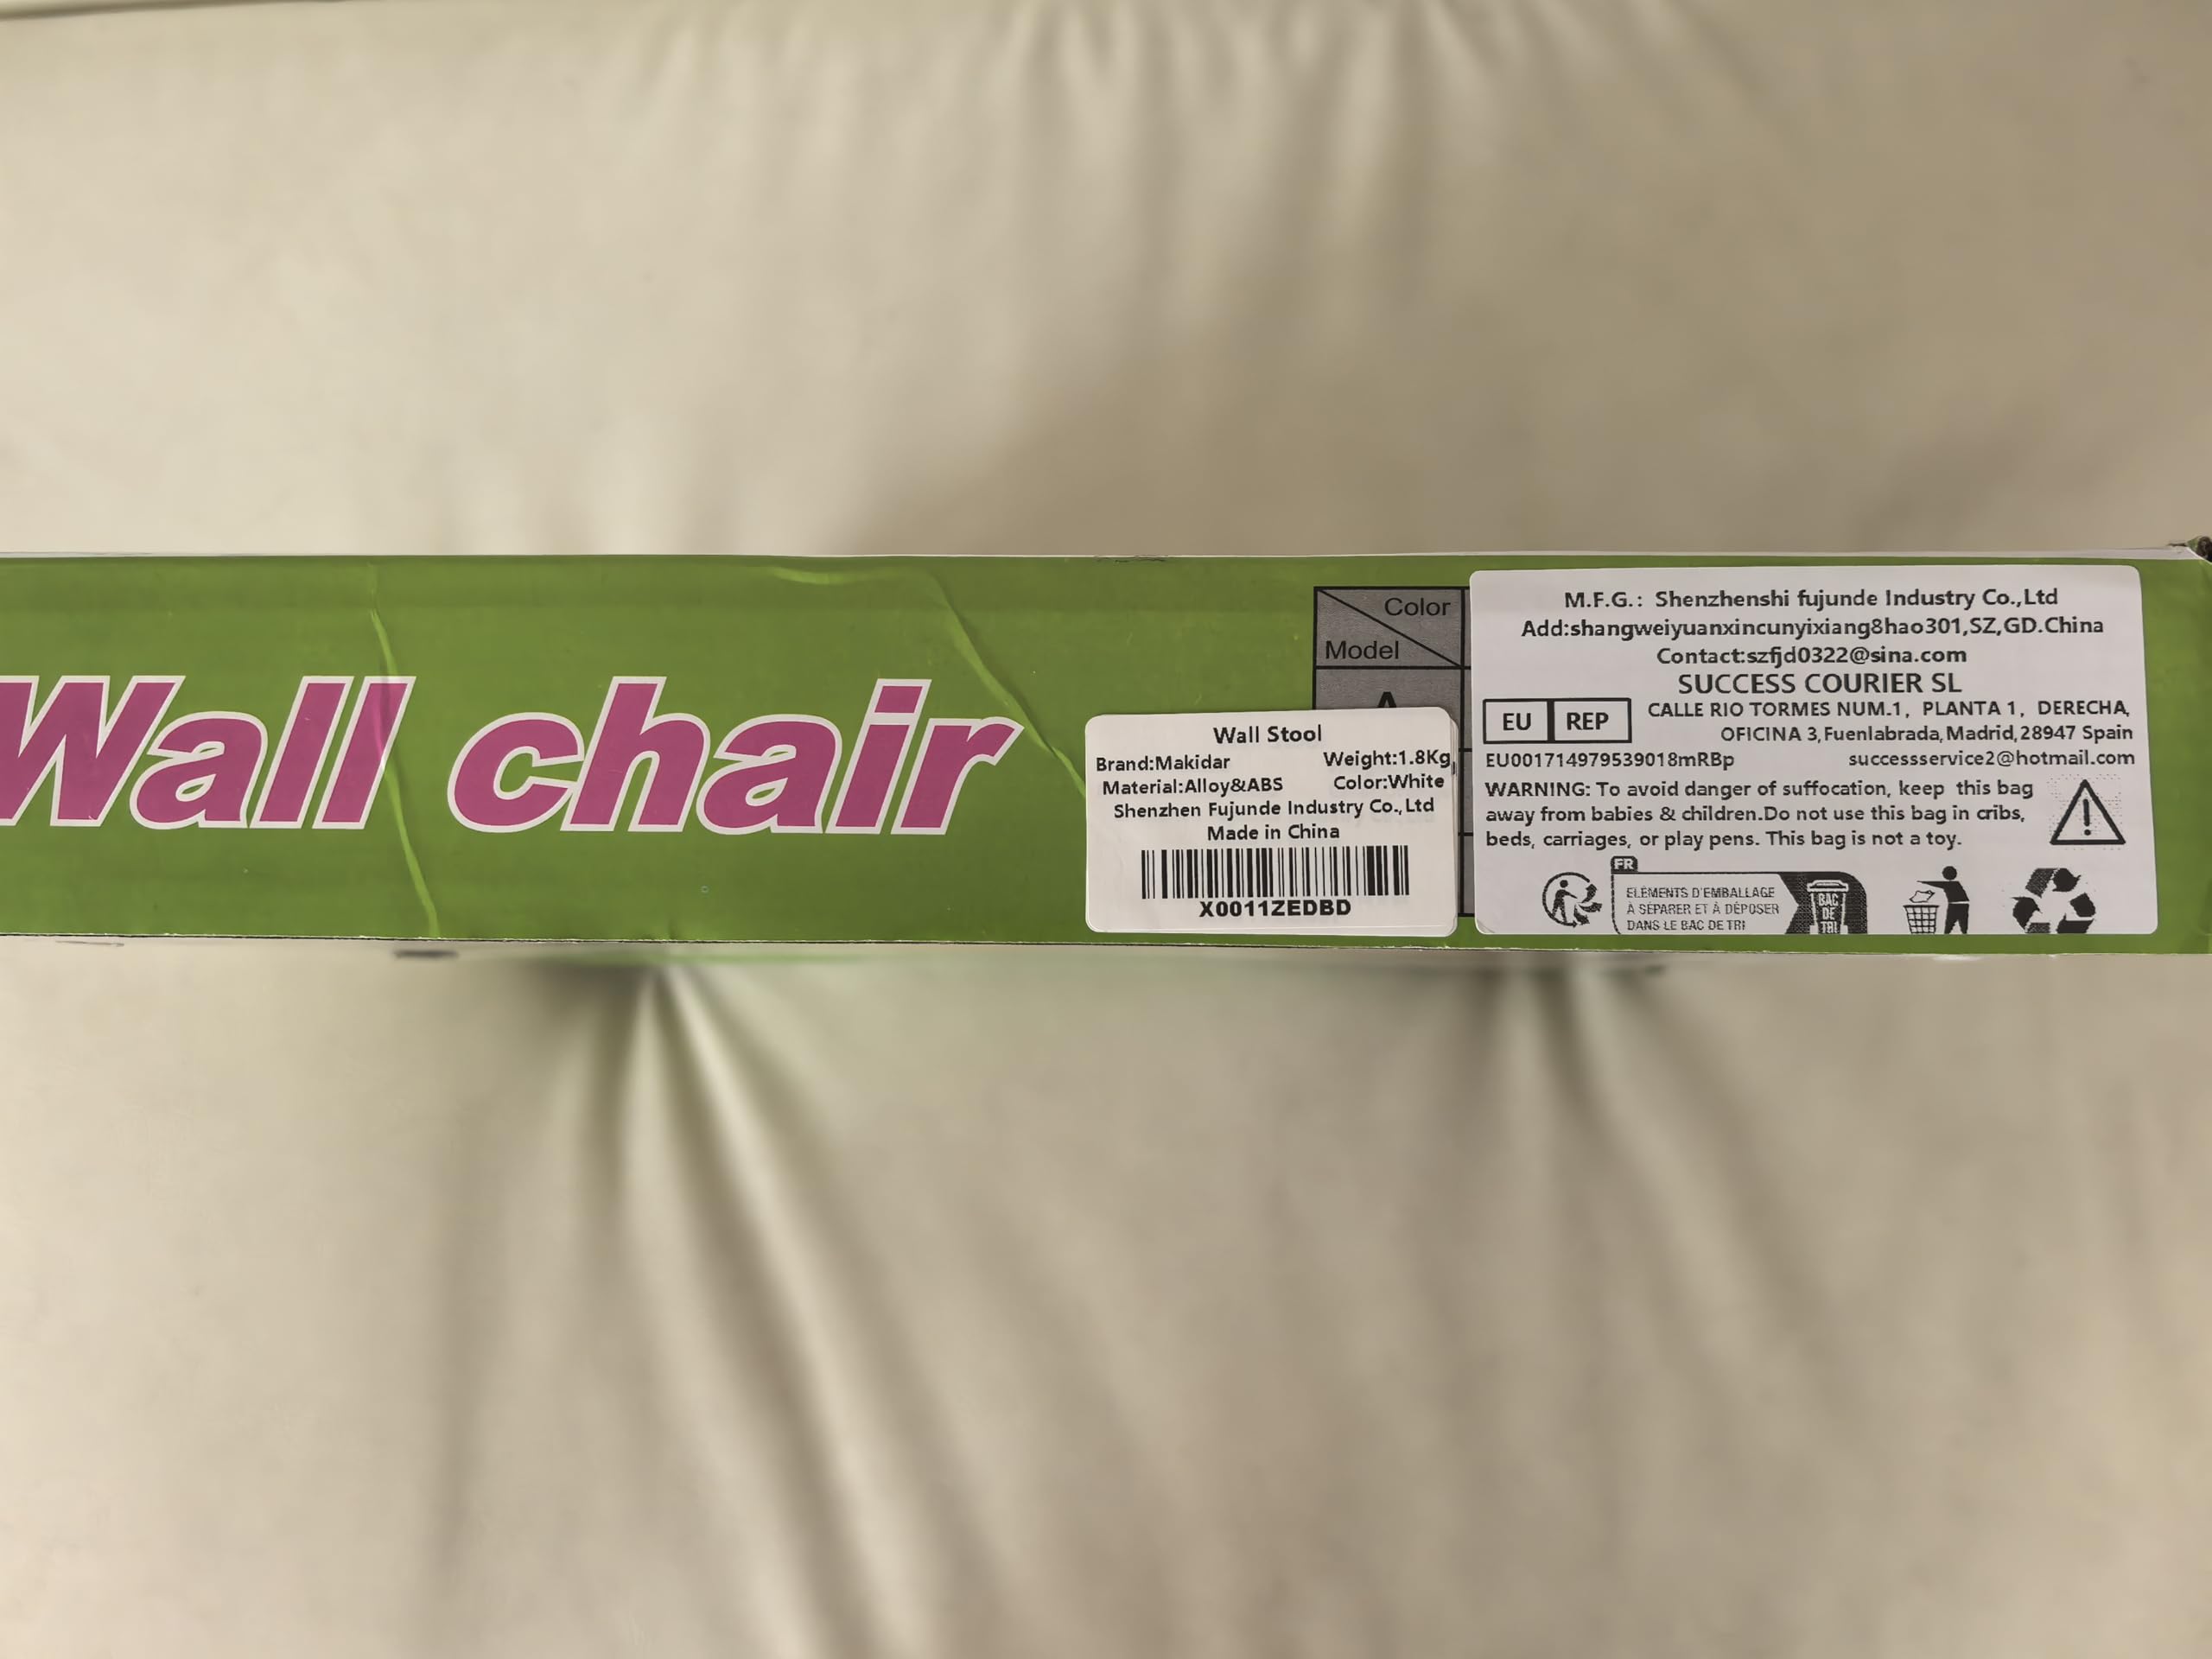 Wall chair
Color
Model
A
Wall Stool
Brand:Makidar Weight:1.8Kg
Material:Alloy&ABS Color:White
Shenzhen Fujunde Industry Co.,Ltd
Made in China
X0011ZEDBD
M.F.G.: Shenzhenshi fujunde Industry Co.,Ltd
Add:shangweiyuanxincunyixiang8hao301,SZ,GD.China
Contact:szfjd0322@sina.com
SUCCESS COURIER SL
EU REP
CALLE RIO TORMES NUM.1, PLANTA 1, DERECHA,
OFICINA 3,Fuenlabrada,Madrid,28947 Spain
EU001714979539018mRBp successservice2@hotmail.com
WARNING: To avoid danger of suffocation, keep this bag
away from babies & children.Do not use this bag in cribs,
beds, carriages, or play pens. This bag is not a toy.
FR
ELÉMENTS D'EMBALLAGE
À SÉPARER ET À DÉPOSER
DANS LE BAC DE TRI
BAC
DE
TRI